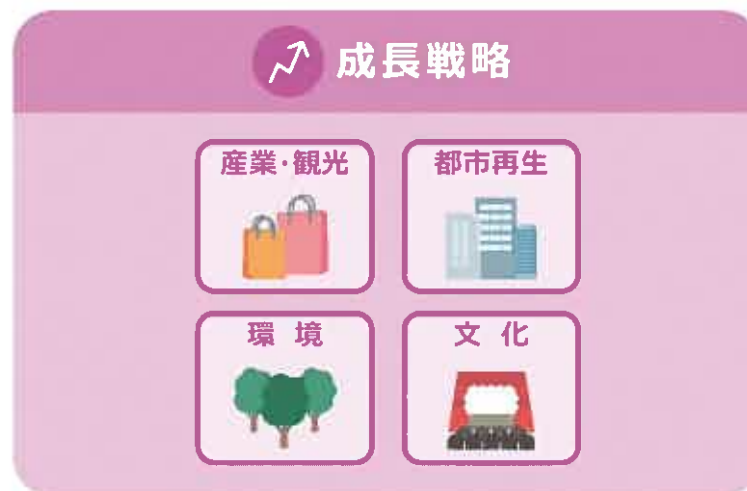 成長戦略
産業・観光
都市再生
環 境
文 化